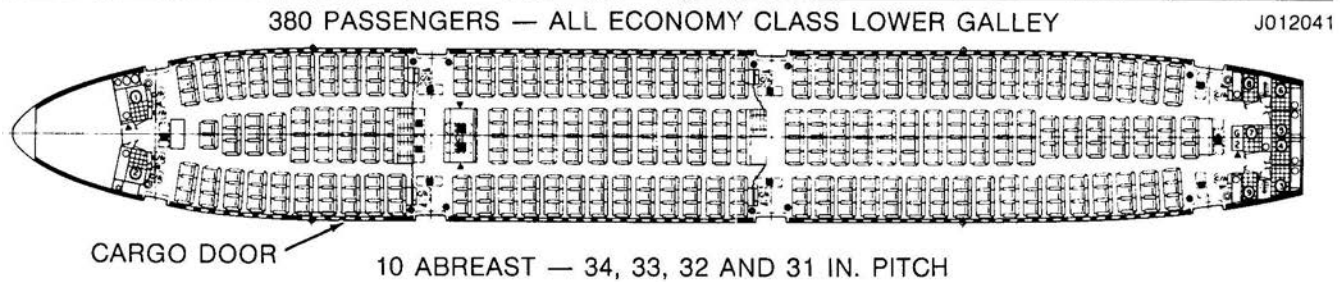 380 PASSENGERS — ALL ECONOMY CLASS LOWER GALLEY
J012041
CARGO DOOR
10 ABREAST — 34, 33, 32 AND 31 IN. PITCH